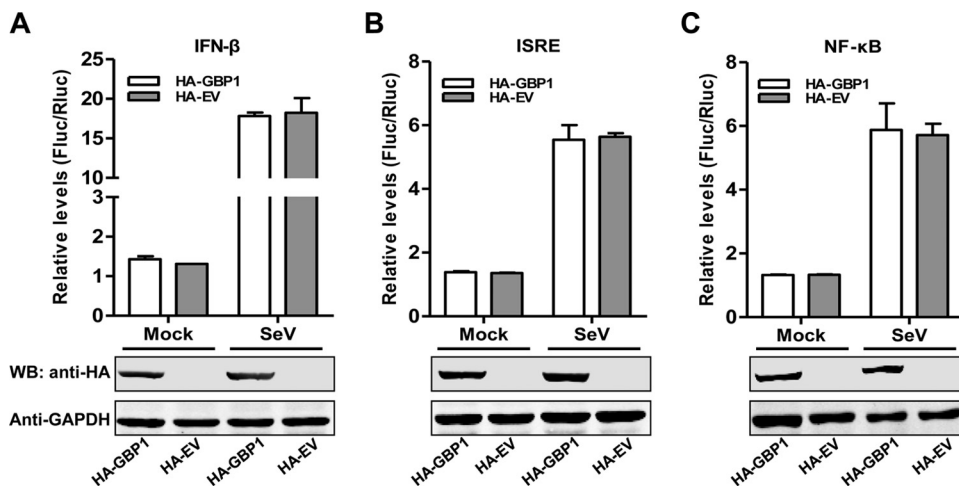 A
IFN-β
Relative levels (Fluc/Rluc)
25
20
15
10
3
2
1
0
HA-GBP1
HA-EV
Mock
SeV
B
ISRE
Relative levels (Fluc/Rluc)
8
6
4
2
0
HA-GBP1
HA-EV
Mock
SeV
C
NF-κB
Relative levels (Fluc/Rluc)
8
6
4
2
0
HA-GBP1
HA-EV
Mock
SeV
WB: anti-HA
Anti-GAPDH
HA-GBP1 HA-EV HA-GBP1 HA-EV
HA-GBP1 HA-EV HA-GBP1 HA-EV
HA-GBP1 HA-EV HA-GBP1 HA-EV